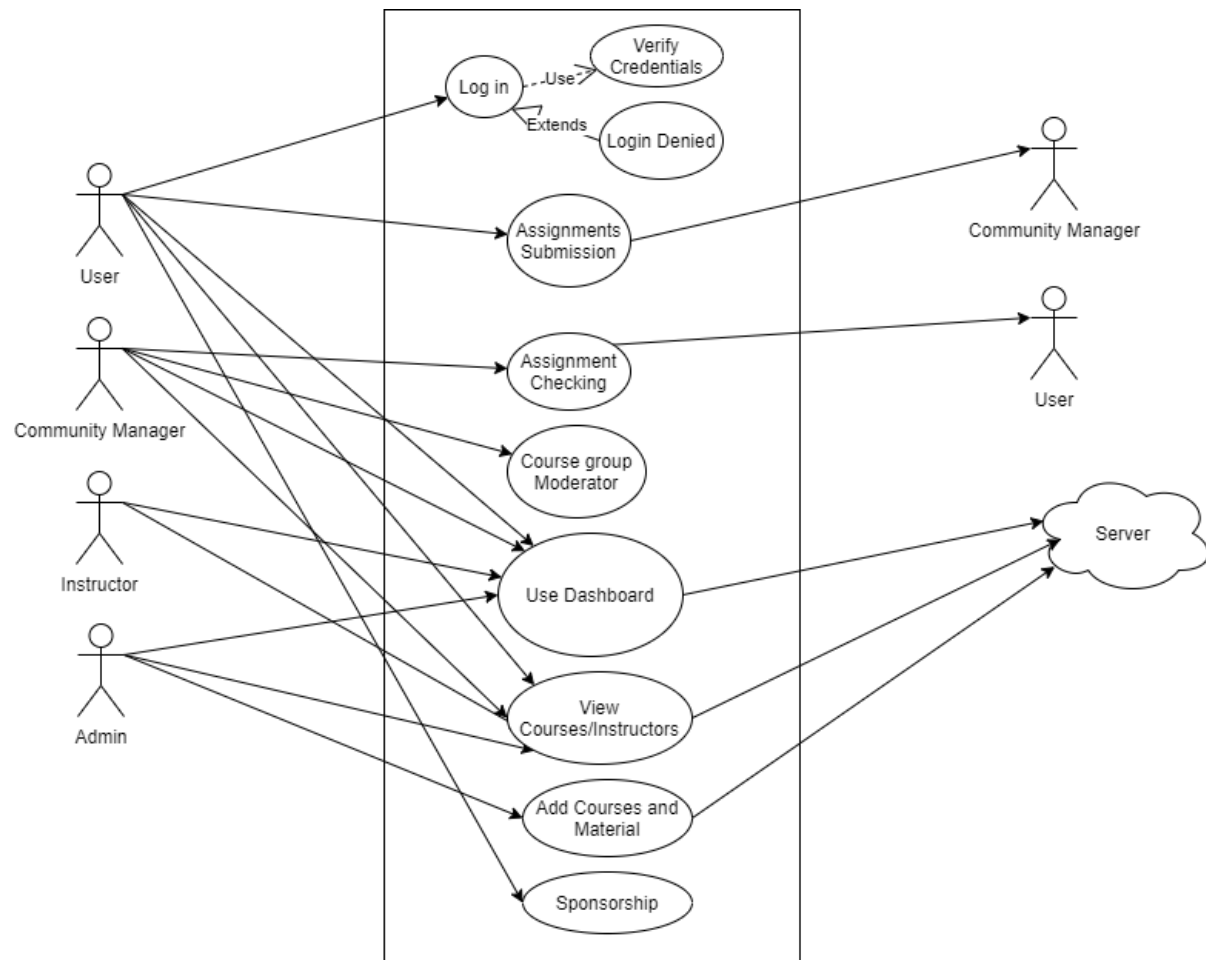 Verify
Credentials
Log in
Use
Extends
Login Denied
User
Assignments
Submission
Community Manager
Community Manager
Assignment
Checking
User
Course group
Moderator
Instructor
Use Dashboard
Server
Admin
View
Courses/Instructors
Add Courses and
Material
Sponsorship